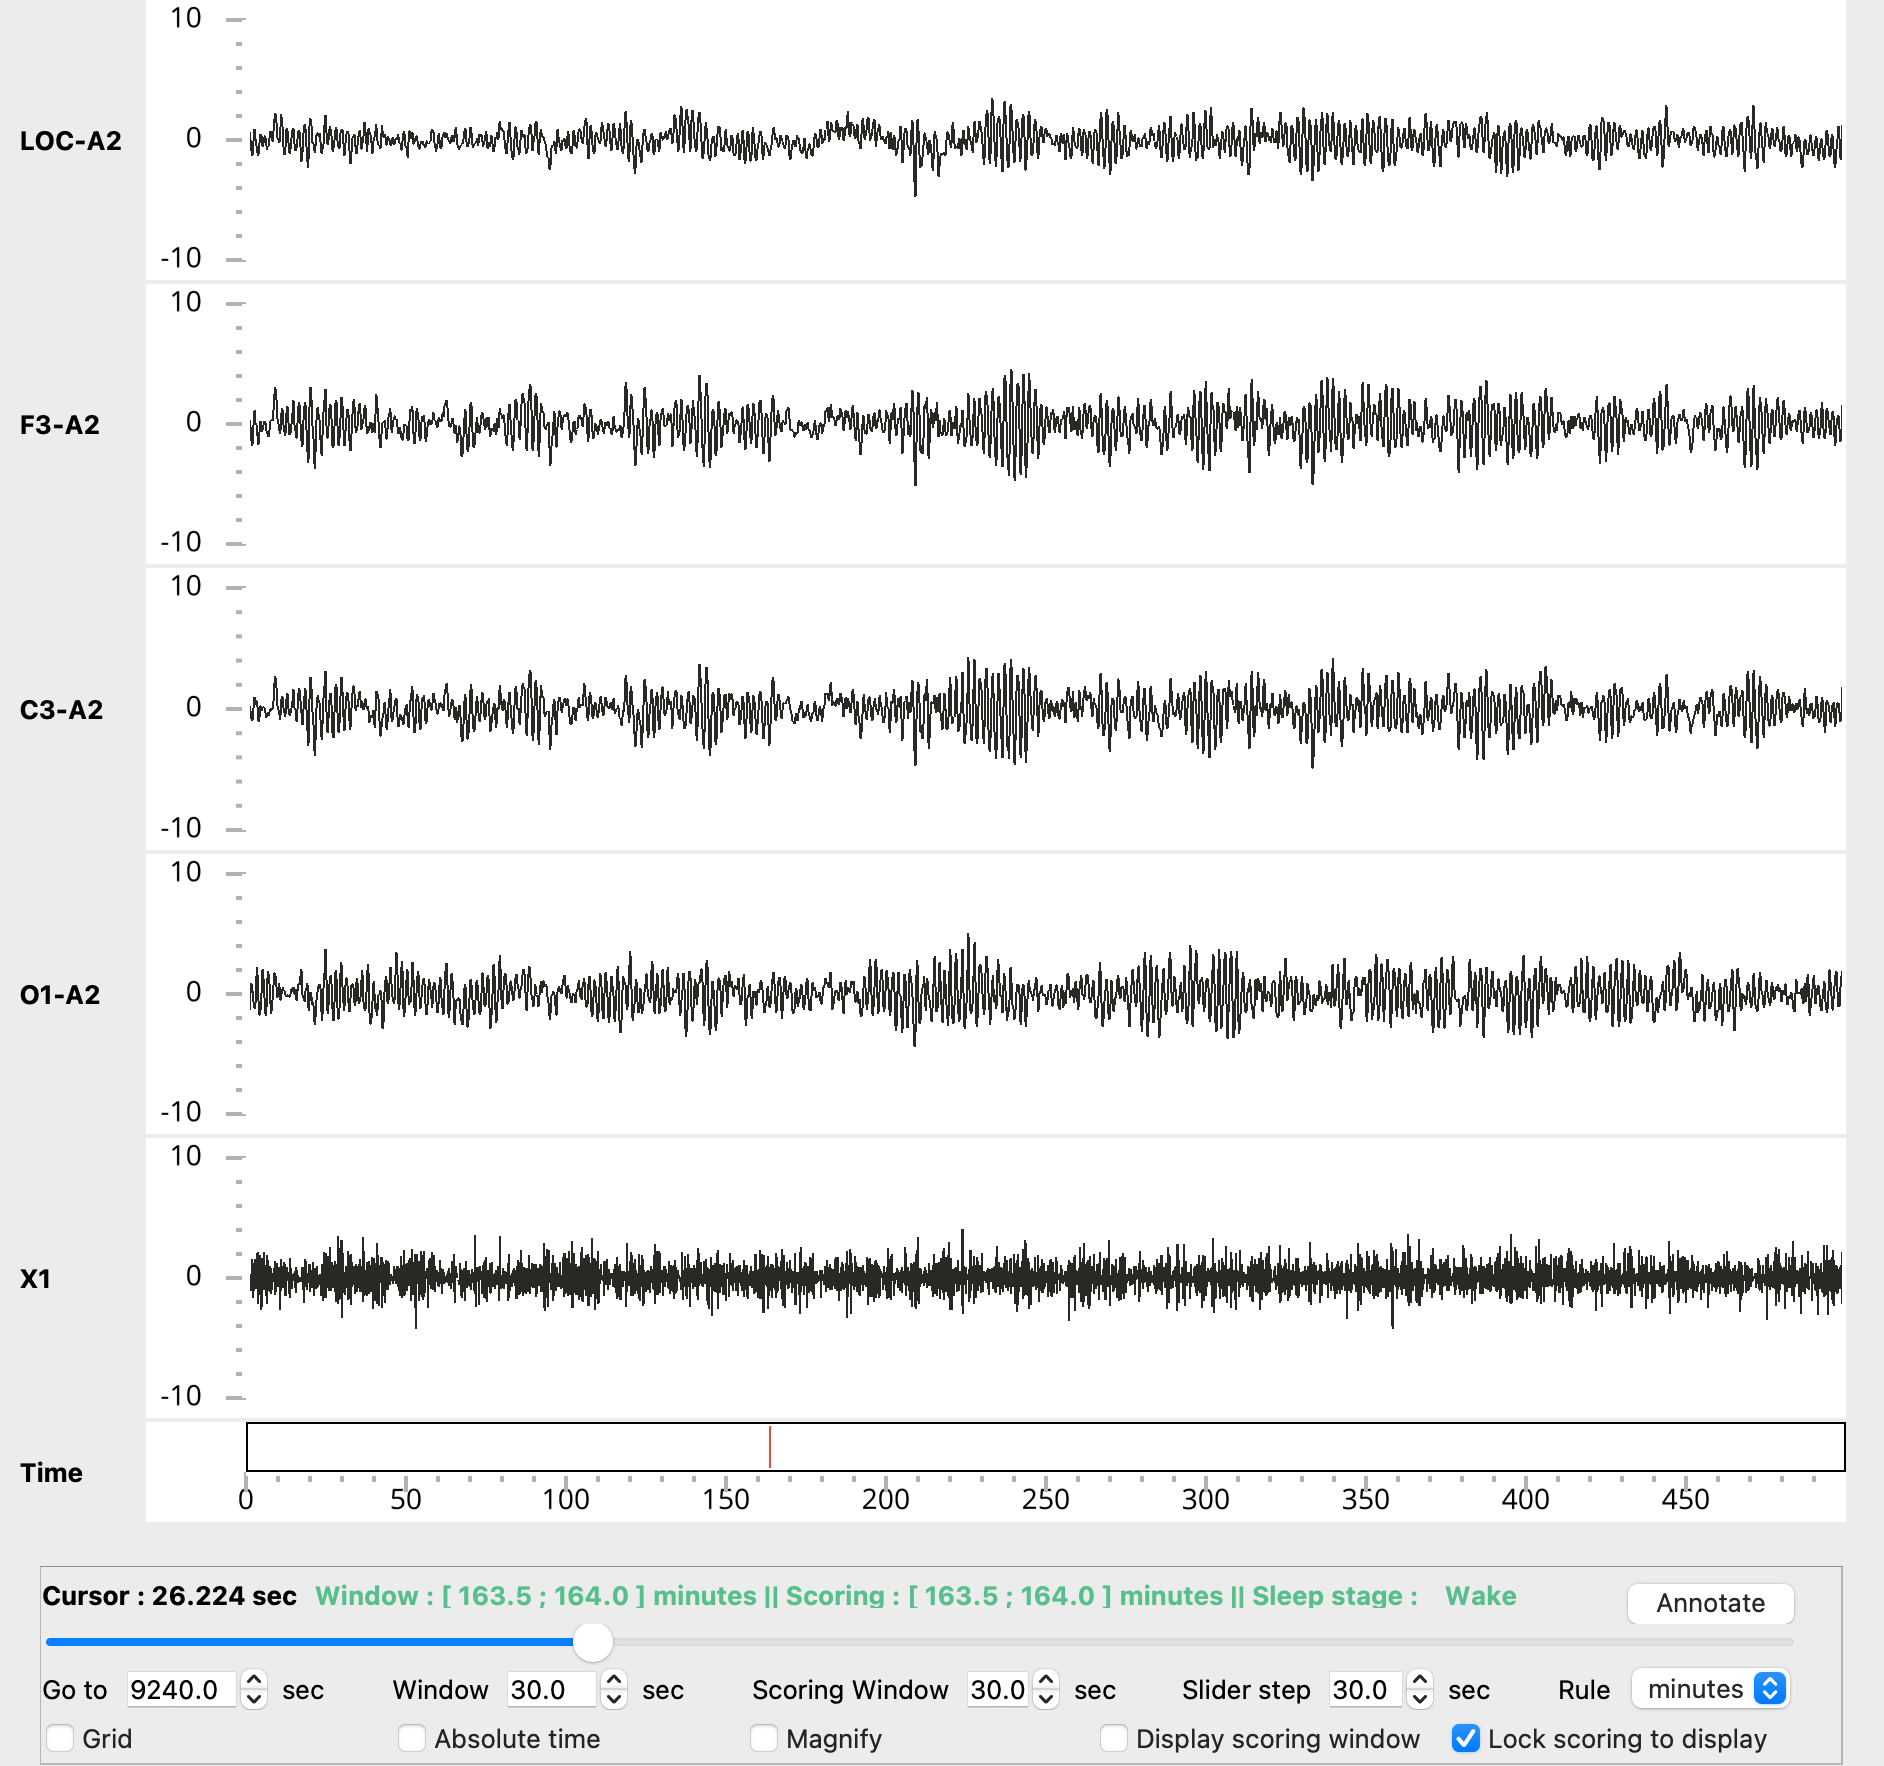 10
LOC-A2
0
-10
10
F3-A2
0
-10
10
C3-A2
0
-10
10
O1-A2
0
-10
10
X1
0
-10
Time
0 50 100 150 200 250 300 350 400 450
Cursor : 26.224 sec Window : [ 163.5 ; 164.0 ] minutes || Scoring : [ 163.5 ; 164.0 ] minutes || Sleep stage : Wake Annotate
Go to 9240.0 sec Window 30.0 sec Scoring Window 30.0 sec Slider step 30.0 sec Rule minutes
Grid Absolute time Magnify Display scoring window Lock scoring to display